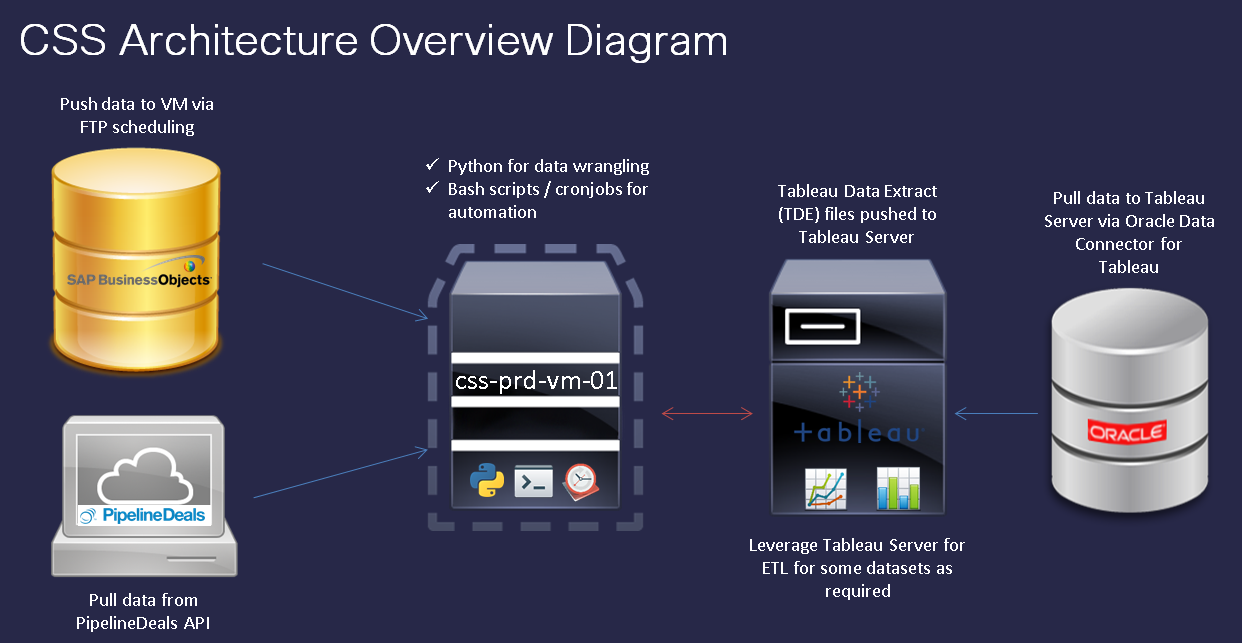 CSS Architecture Overview Diagram
Push data to VM via
FTP scheduling
SAP BusinessObjects
PipelineDeals
Pull data from
PipelineDeals API
✓ Python for data wrangling
✓ Bash scripts / cronjobs for
automation
css-prd-vm-01
Tableau Data Extract
(TDE) files pushed to
Tableau Server
+ableau
Leverage Tableau Server for
ETL for some datasets as
required
Pull data to Tableau
Server via Oracle Data
Connector for
Tableau
ORACLE